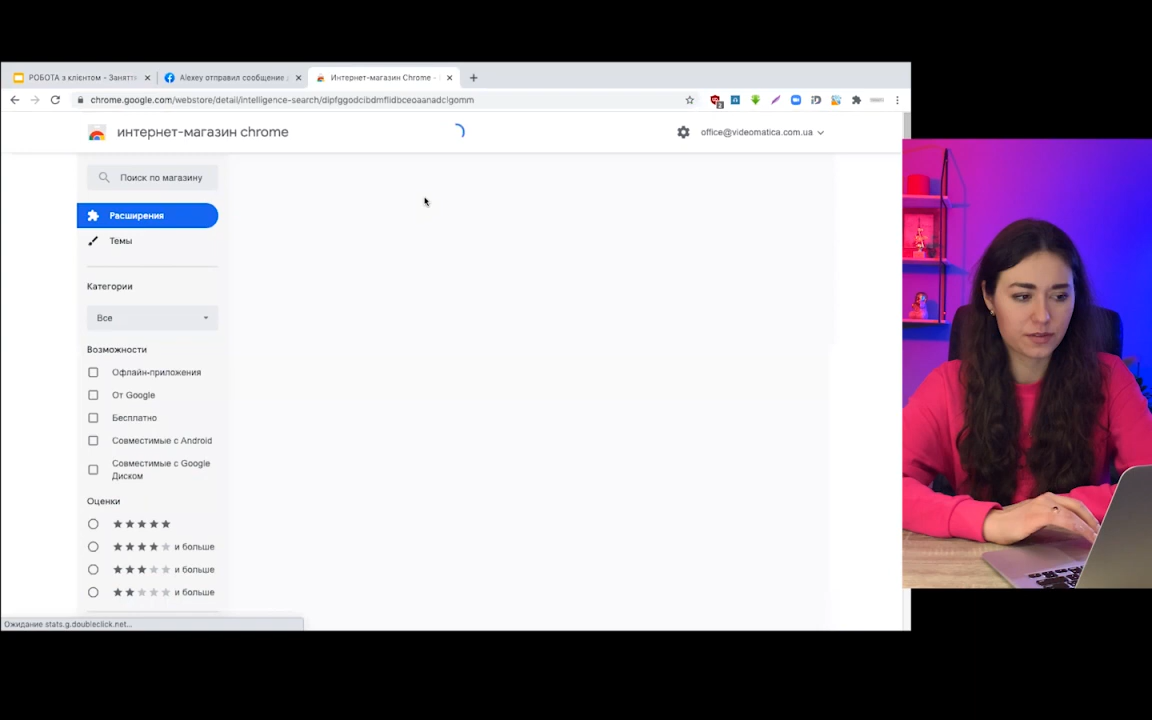 РОБОТА з клієнтом - Занятт
Alexey отправил сообщение д
Интернет-магазин Chrome -
chrome.google.com/webstore/detail/intelligence-search/dipfggodcibdmflidbceoaanadclgomm
2
интернет-магазин chrome
office@videomatica.com.ua
Поиск по магазину
Расширения
Темы
Категории
Все
Возможности
Офлайн-приложения
От Google
Бесплатно
Совместимые с Android
Совместимые с Google
Диском
Оценки
и больше
и больше
и больше
Ожидание stats.g.doubleclick.net...